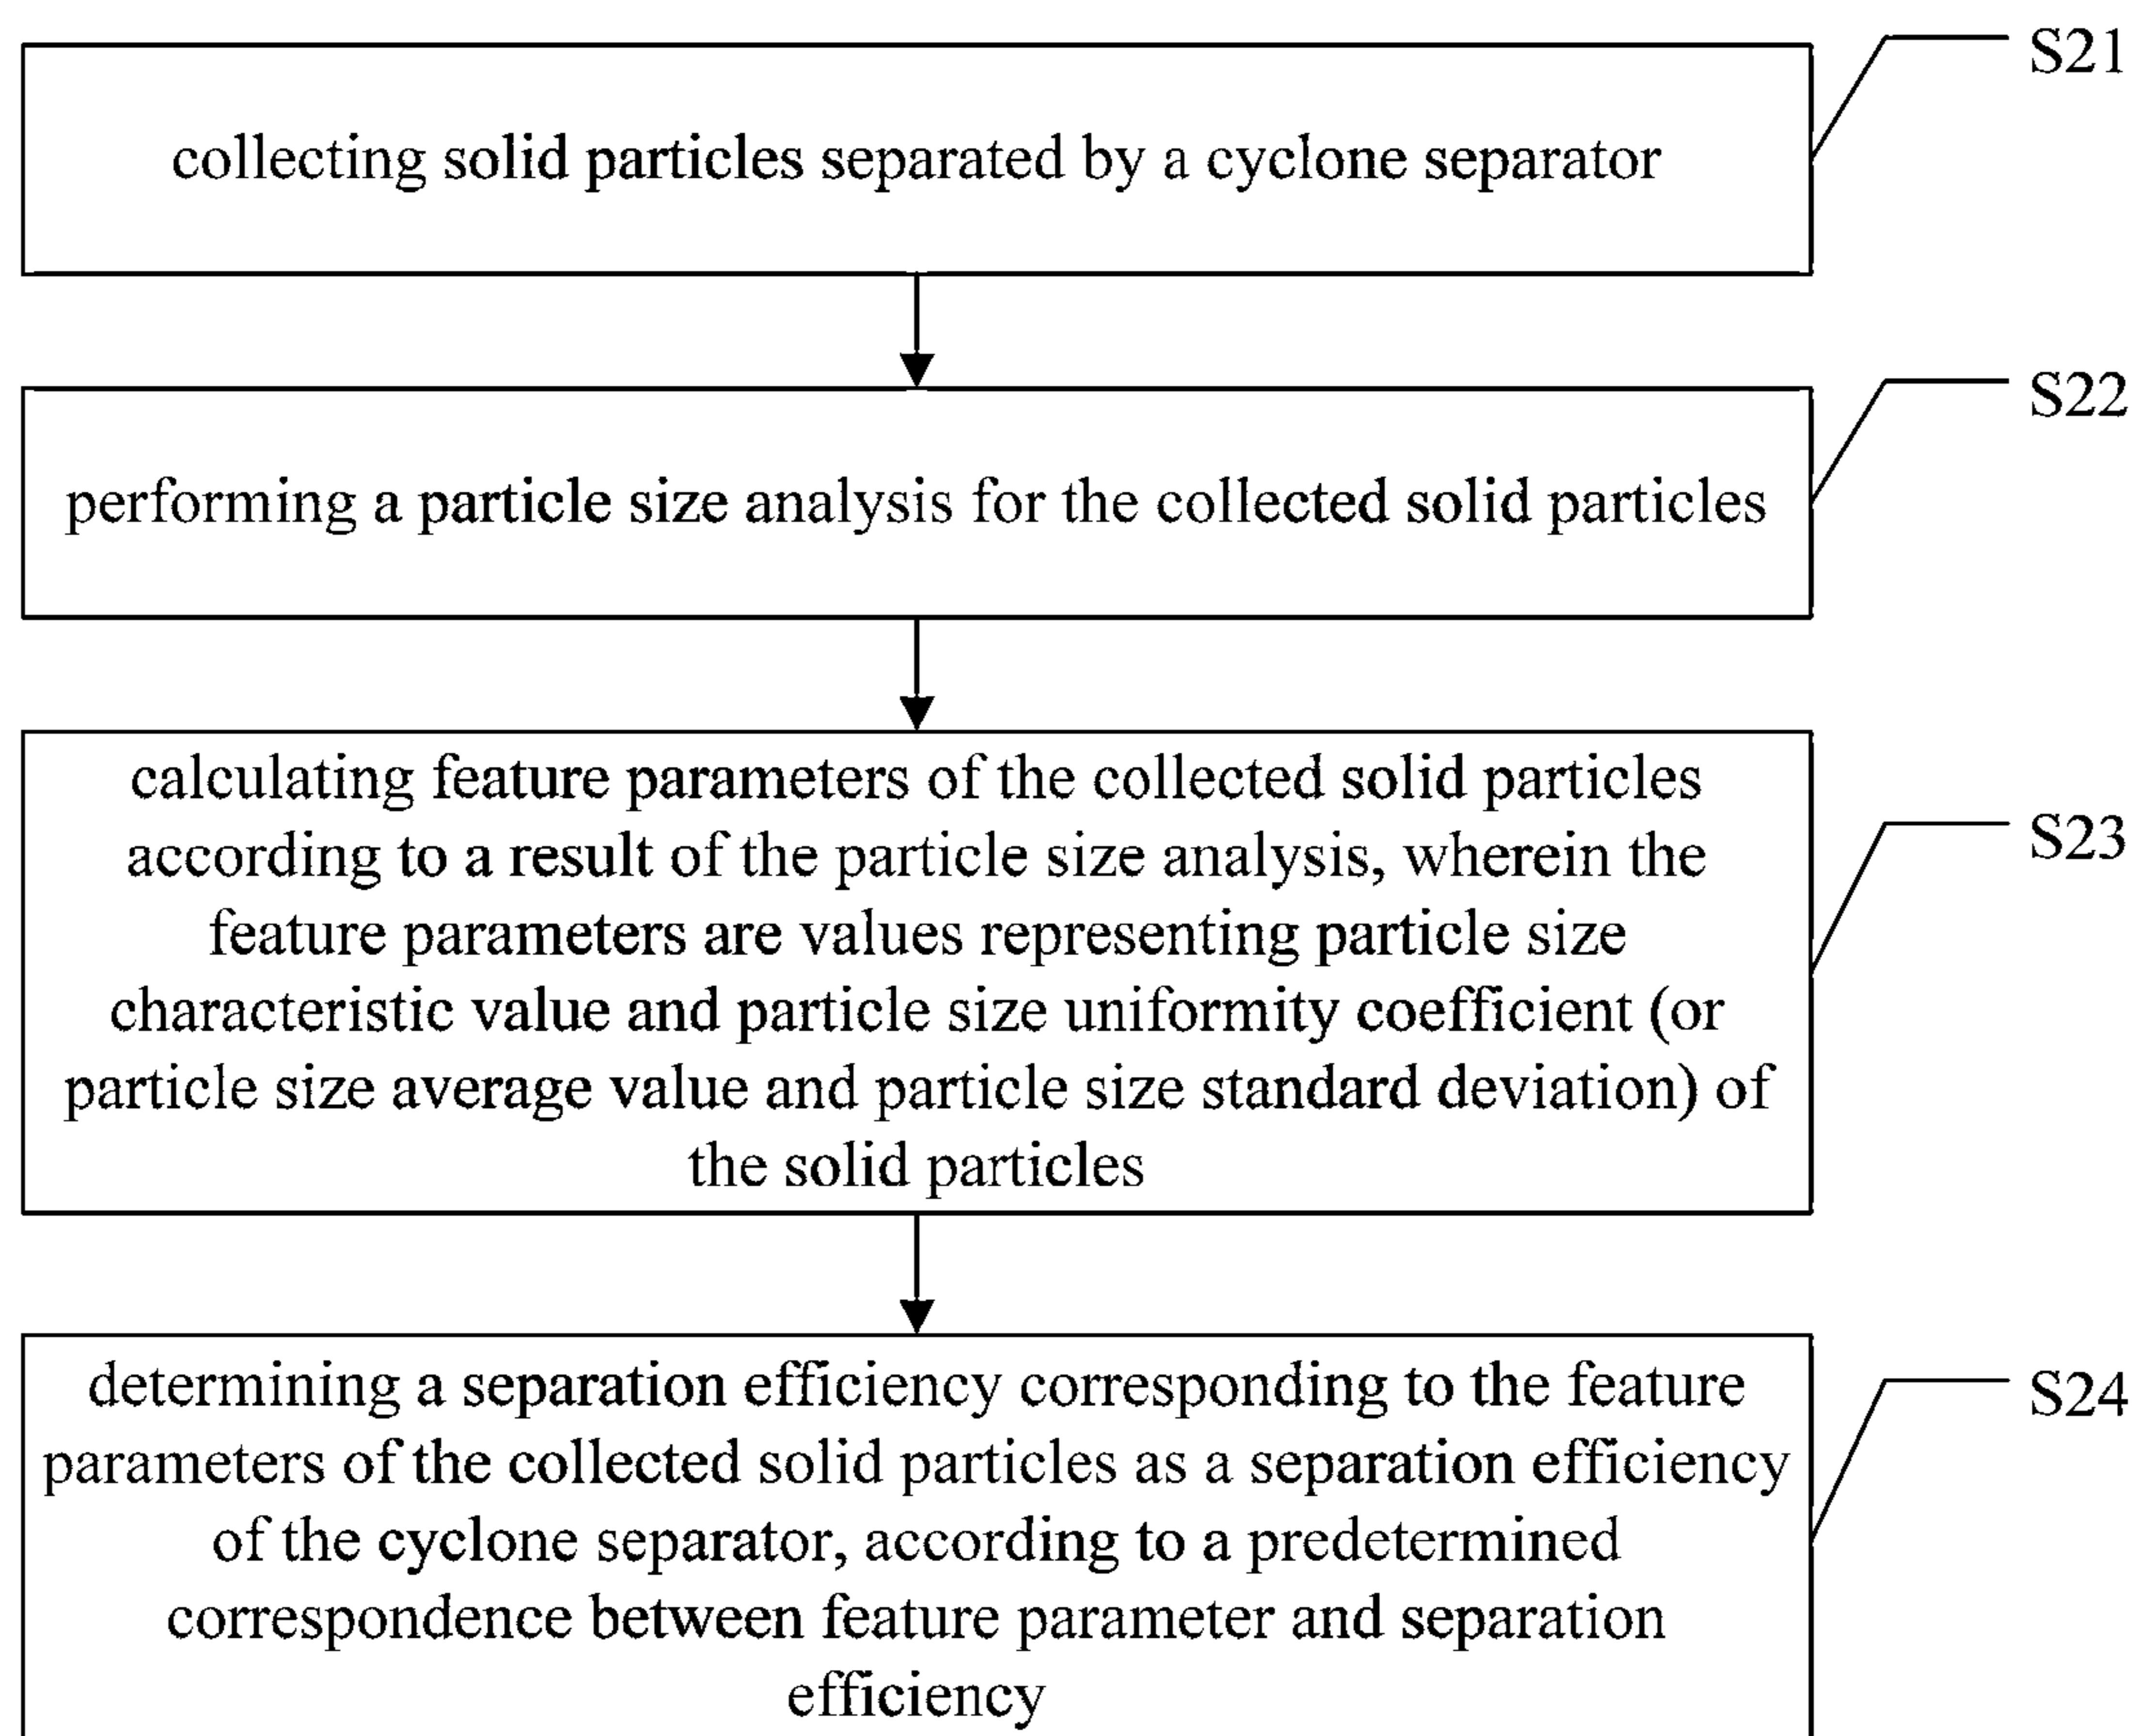 S21
collecting solid particles separated by a cyclone separator
S22
performing a particle size analysis for the collected solid particles
calculating feature parameters of the collected solid particles
according to a result of the particle size analysis, wherein the
feature parameters are values representing particle size
characteristic value and particle size uniformity coefficient (or
particle size average value and particle size standard deviation) of
the solid particles
S23
determining a separation efficiency corresponding to the feature
parameters of the collected solid particles as a separation efficiency
of the cyclone separator, according to a predetermined
correspondence between feature parameter and separation
efficiency
S24